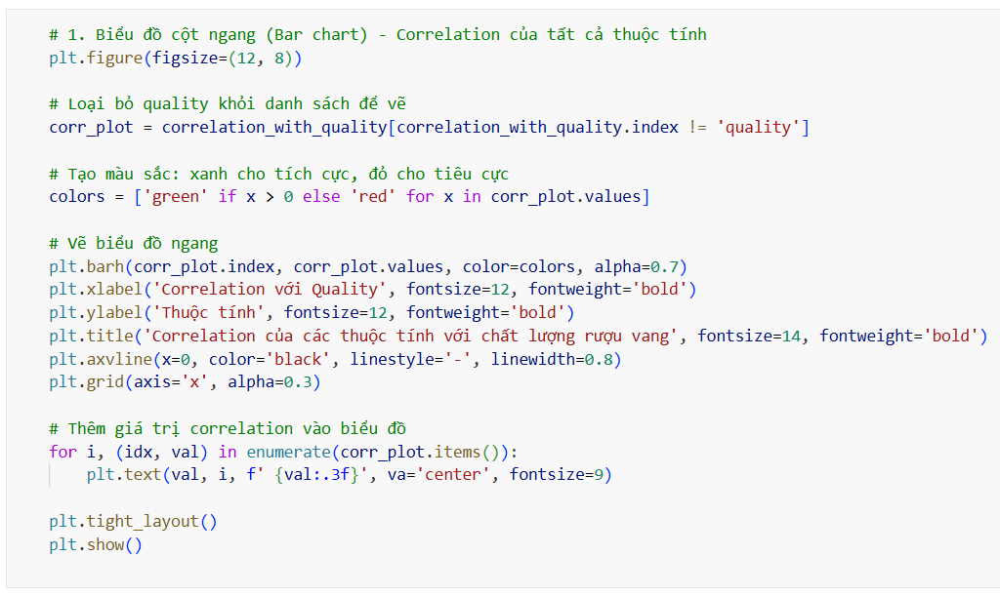 # 1. Biểu đồ cột ngang (Bar chart) - Correlation của tất cả thuộc tính
plt.figure(figsize=(12, 8))
# Loại bỏ quality khỏi danh sách để vẽ
corr_plot = correlation_with_quality[correlation_with_quality.index != 'quality']
# Tạo màu sắc: xanh cho tích cực, đỏ cho tiêu cực
colors = ['green' if x > 0 else 'red' for x in corr_plot.values]
# Vẽ biểu đồ ngang
plt.barh(corr_plot.index, corr_plot.values, color=colors, alpha=0.7)
plt.xlabel('Correlation với Quality', fontsize=12, fontweight='bold')
plt.ylabel('Thuộc tính', fontsize=12, fontweight='bold')
plt.title('Correlation của các thuộc tính với chất lượng rượu vang', fontsize=14, fontweight='bold')
plt.axvline(x=0, color='black', linestyle='-', linewidth=0.8)
plt.grid(axis='x', alpha=0.3)
# Thêm giá trị correlation vào biểu đồ
for i, (idx, val) in enumerate(corr_plot.items()):
    plt.text(val, i, f' {val:.3f}', va='center', fontsize=9)
plt.tight_layout()
plt.show()